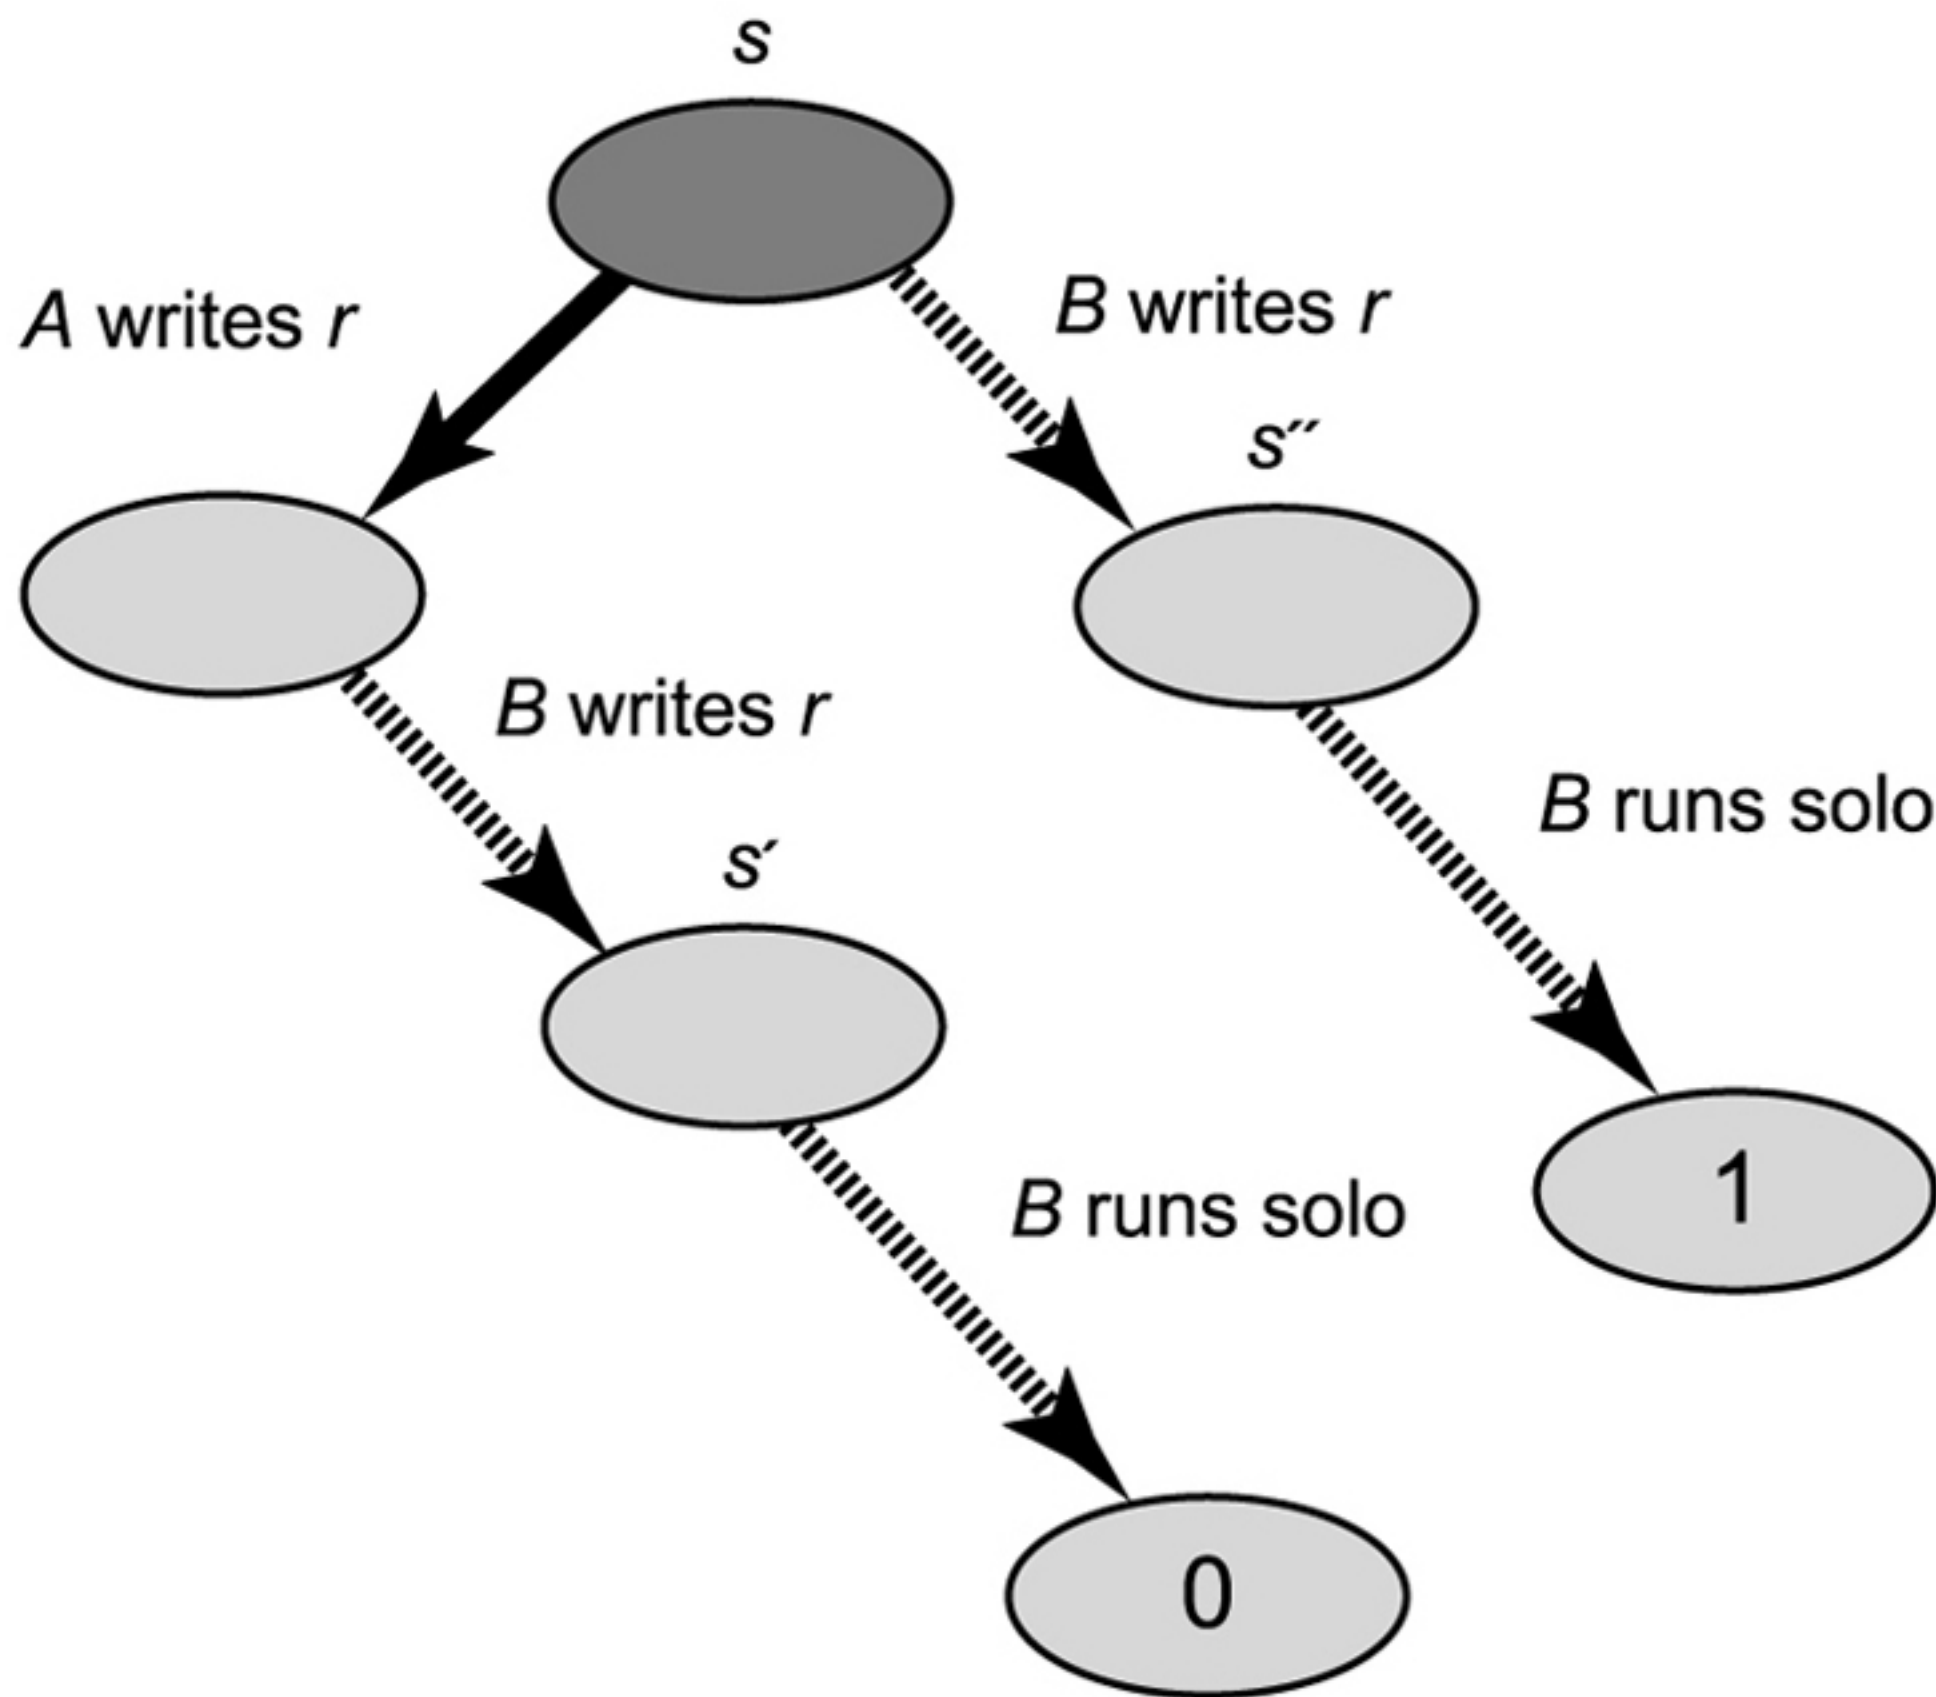 s
A writes r
B writes r
s″
B writes r
B runs solo
s′
1
B runs solo
0